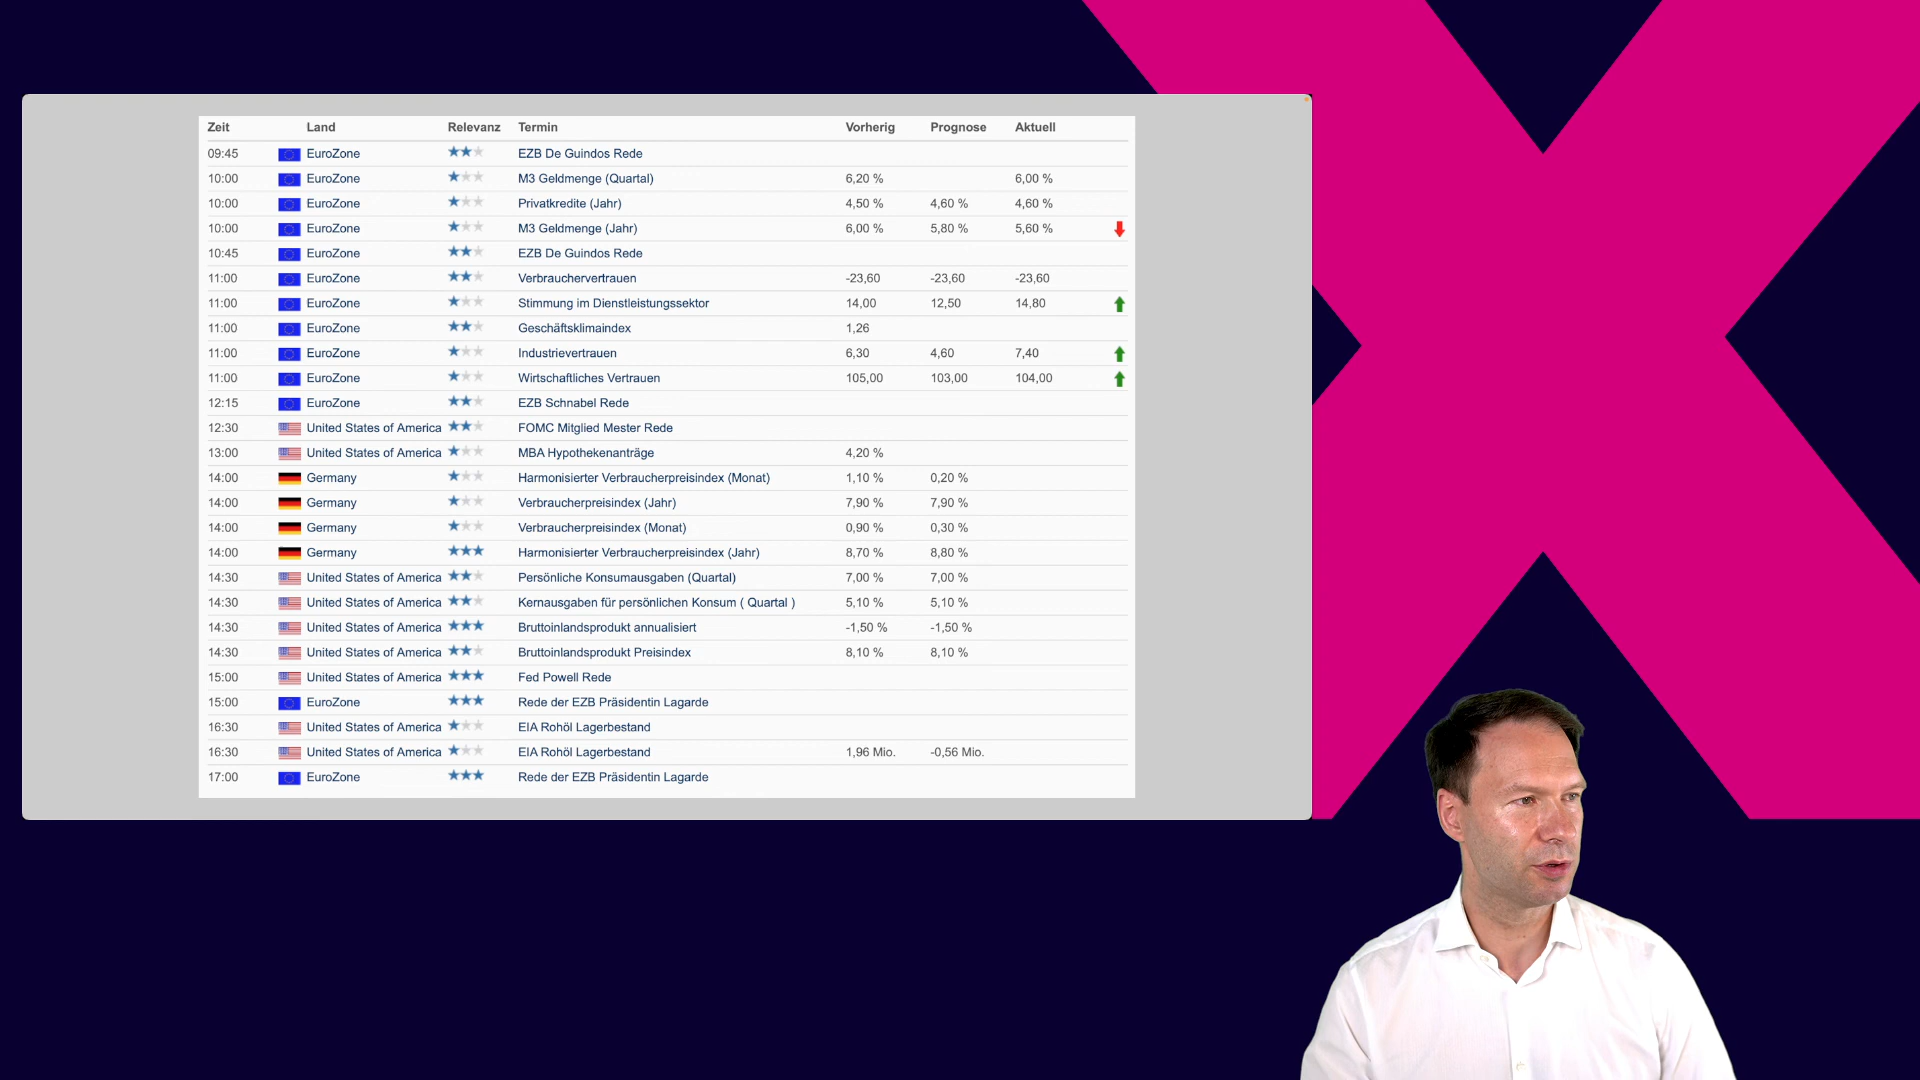 Zeit Land Relevanz Termin Vorherig Prognose Aktuell
09:45 EuroZone EZB De Guindos Rede
10:00 EuroZone M3 Geldmenge (Quartal) 6,20 % 6,00 %
10:00 EuroZone Privatkredite (Jahr) 4,50 % 4,60 % 4,60 %
10:00 EuroZone M3 Geldmenge (Jahr) 6,00 % 5,80 % 5,60 %
10:45 EuroZone EZB De Guindos Rede
11:00 EuroZone Verbrauchervertrauen -23,60 -23,60 -23,60
11:00 EuroZone Stimmung im Dienstleistungssektor 14,00 12,50 14,80
11:00 EuroZone Geschäftsklimaindex 1,26
11:00 EuroZone Industrievertrauen 6,30 4,60 7,40
11:00 EuroZone Wirtschaftliches Vertrauen 105,00 103,00 104,00
12:15 EuroZone EZB Schnabel Rede
12:30 United States of America FOMC Mitglied Mester Rede
13:00 United States of America MBA Hypothekenanträge 4,20 %
14:00 Germany Harmonisierter Verbraucherpreisindex (Monat) 1,10 % 0,20 %
14:00 Germany Verbraucherpreisindex (Jahr) 7,90 % 7,90 %
14:00 Germany Verbraucherpreisindex (Monat) 0,90 % 0,30 %
14:00 Germany Harmonisierter Verbraucherpreisindex (Jahr) 8,70 % 8,80 %
14:30 United States of America Persönliche Konsumausgaben (Quartal) 7,00 % 7,00 %
14:30 United States of America Kernausgaben für persönlichen Konsum ( Quartal ) 5,10 % 5,10 %
14:30 United States of America Bruttoinlandsprodukt annualisiert -1,50 % -1,50 %
14:30 United States of America Bruttoinlandsprodukt Preisindex 8,10 % 8,10 %
15:00 United States of America Fed Powell Rede
15:00 EuroZone Rede der EZB Präsidentin Lagarde
16:30 United States of America EIA Rohöl Lagerbestand
16:30 United States of America EIA Rohöl Lagerbestand 1,96 Mio. -0,56 Mio.
17:00 EuroZone Rede der EZB Präsidentin Lagarde